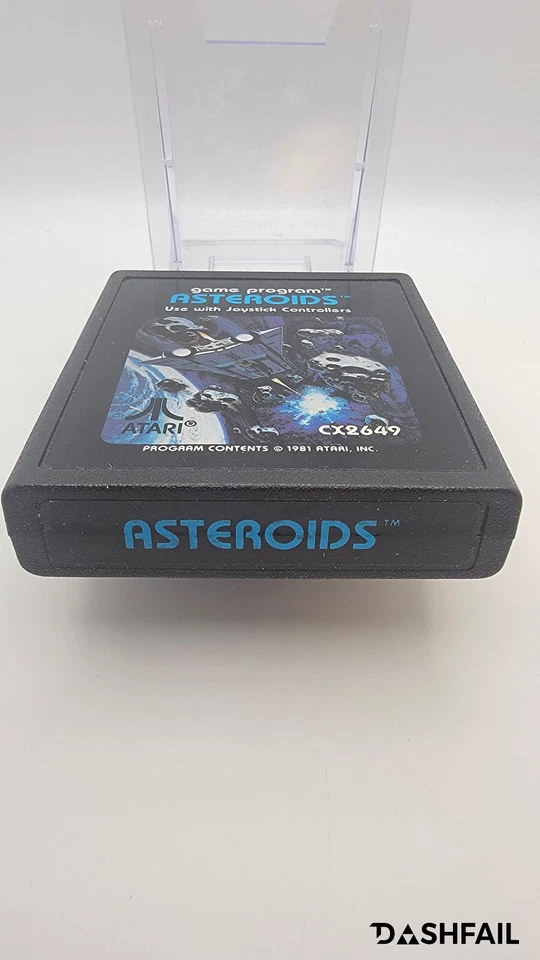 game program™
ASTEROIDS™
Use with Joystick Controllers
ATARI®
CX2649
PROGRAM CONTENTS © 1981 ATARI, INC.
ASTEROIDS™
DASHFAIL